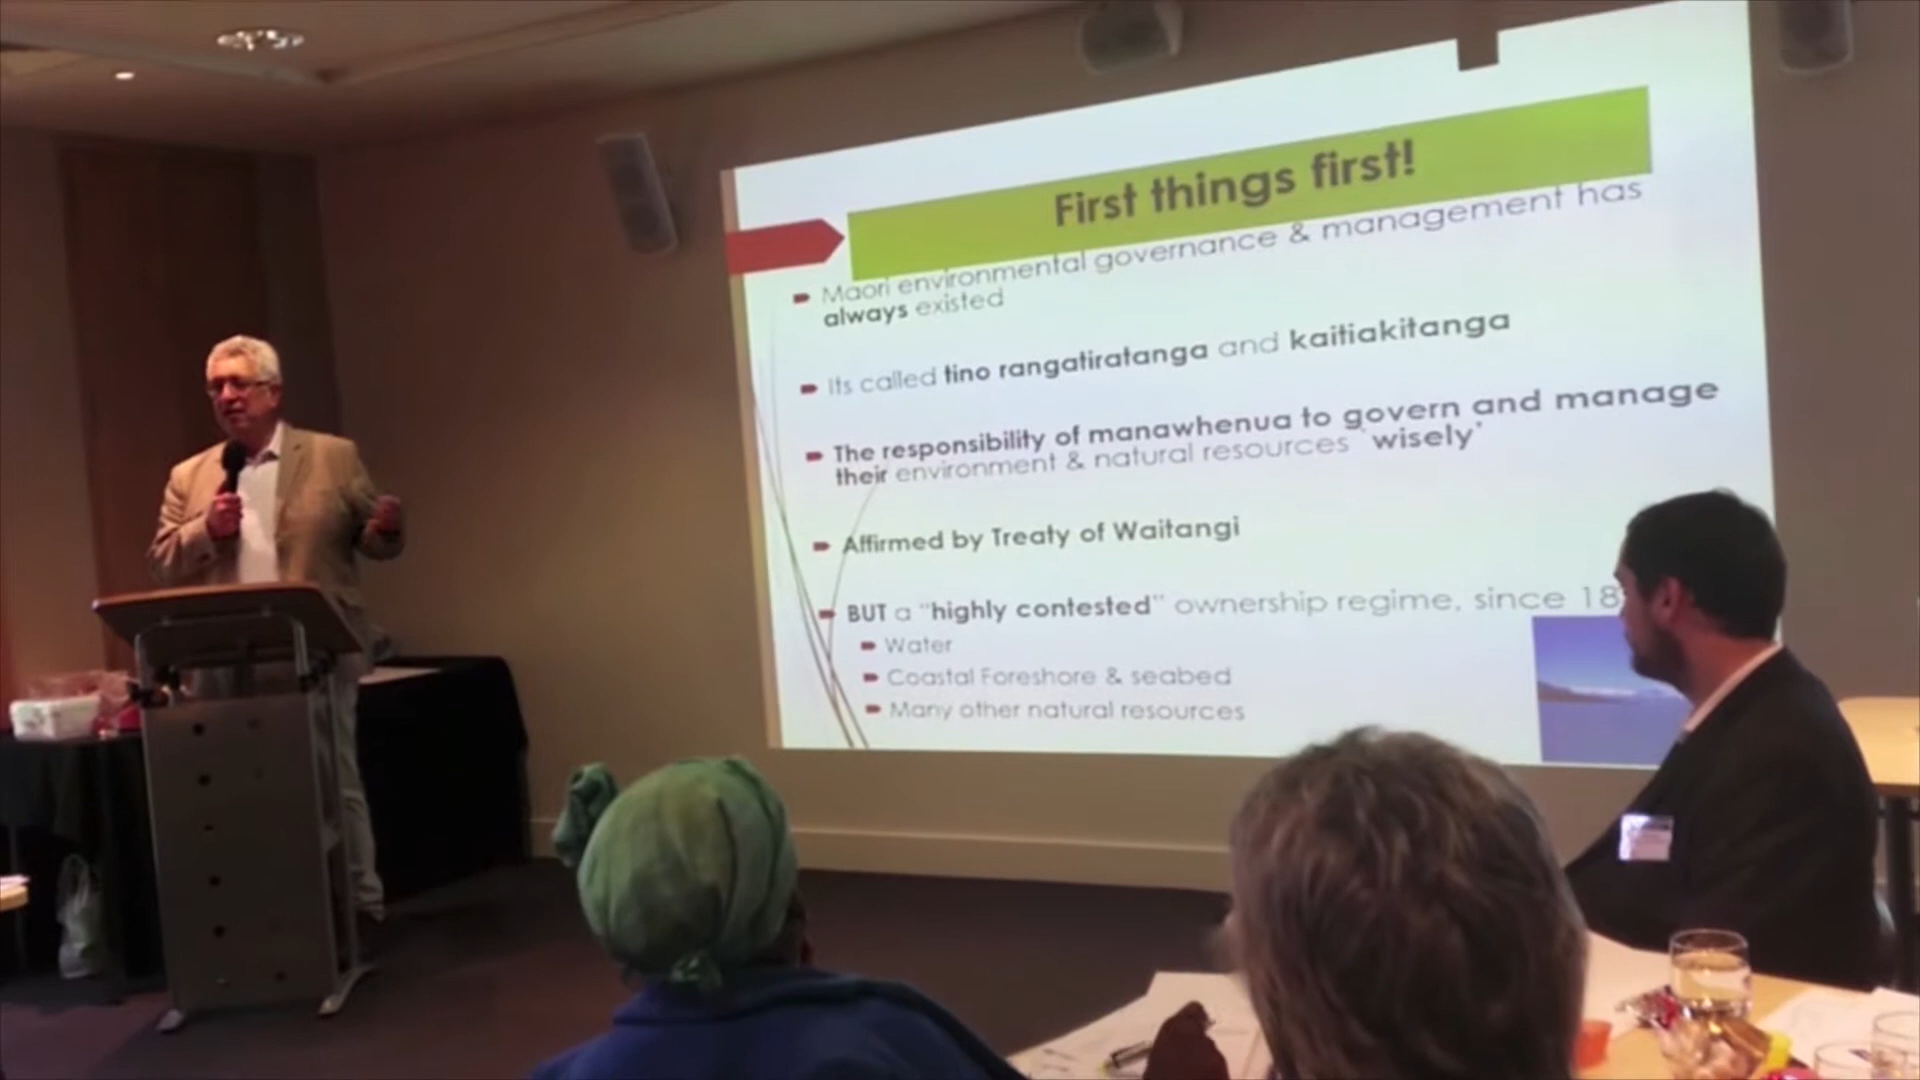 First things first!
Maori environmental governance & management has
always existed
Its called tino rangatiratanga and kaitiakitanga
The responsibility of manawhenua to govern and manage
their environment & natural resources `wisely'
Affirmed by Treaty of Waitangi
BUT a "highly contested" ownership regime, since 18
Water
Coastal Foreshore & seabed
Many other natural resources